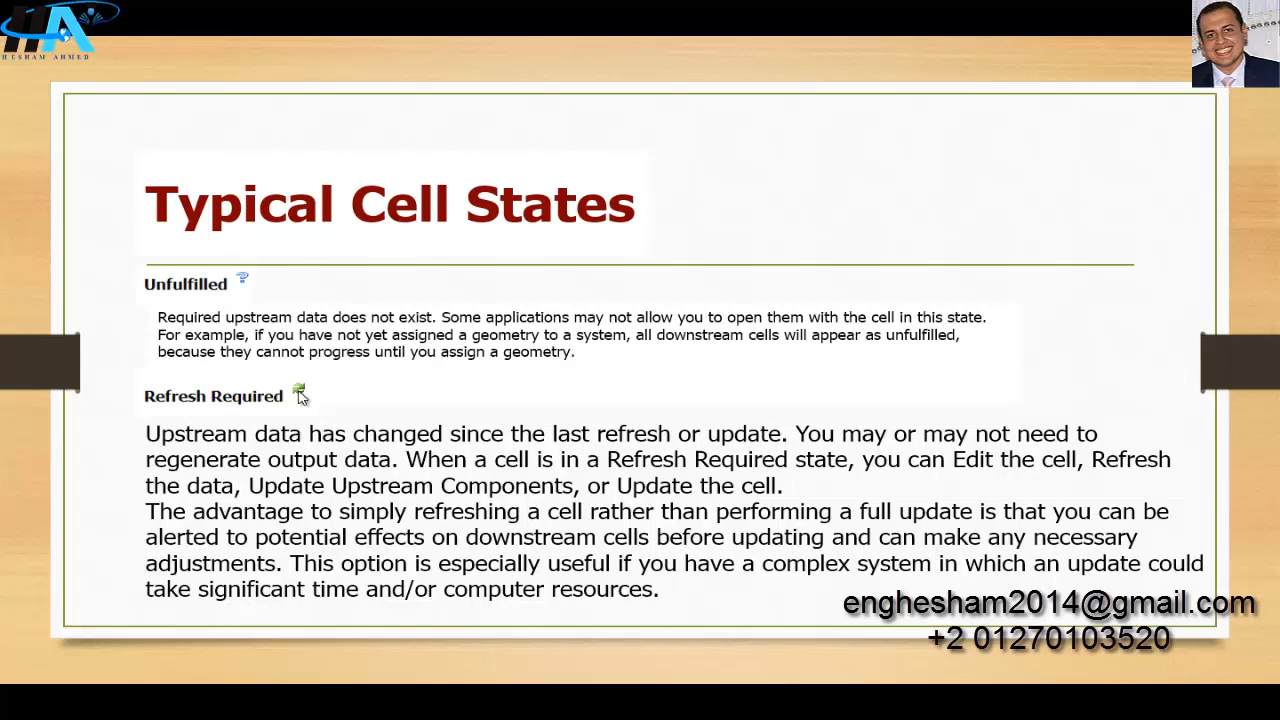 HESHAM AHMED
Typical Cell States
Unfulfilled ?
Required upstream data does not exist. Some applications may not allow you to open them with the cell in this state.
For example, if you have not yet assigned a geometry to a system, all downstream cells will appear as unfulfilled,
because they cannot progress until you assign a geometry.
Refresh Required
Upstream data has changed since the last refresh or update. You may or may not need to
regenerate output data. When a cell is in a Refresh Required state, you can Edit the cell, Refresh
the data, Update Upstream Components, or Update the cell.
The advantage to simply refreshing a cell rather than performing a full update is that you can be
alerted to potential effects on downstream cells before updating and can make any necessary
adjustments. This option is especially useful if you have a complex system in which an update could
take significant time and/or computer resources.
enghesham2014@gmail.com
+2 01270103520